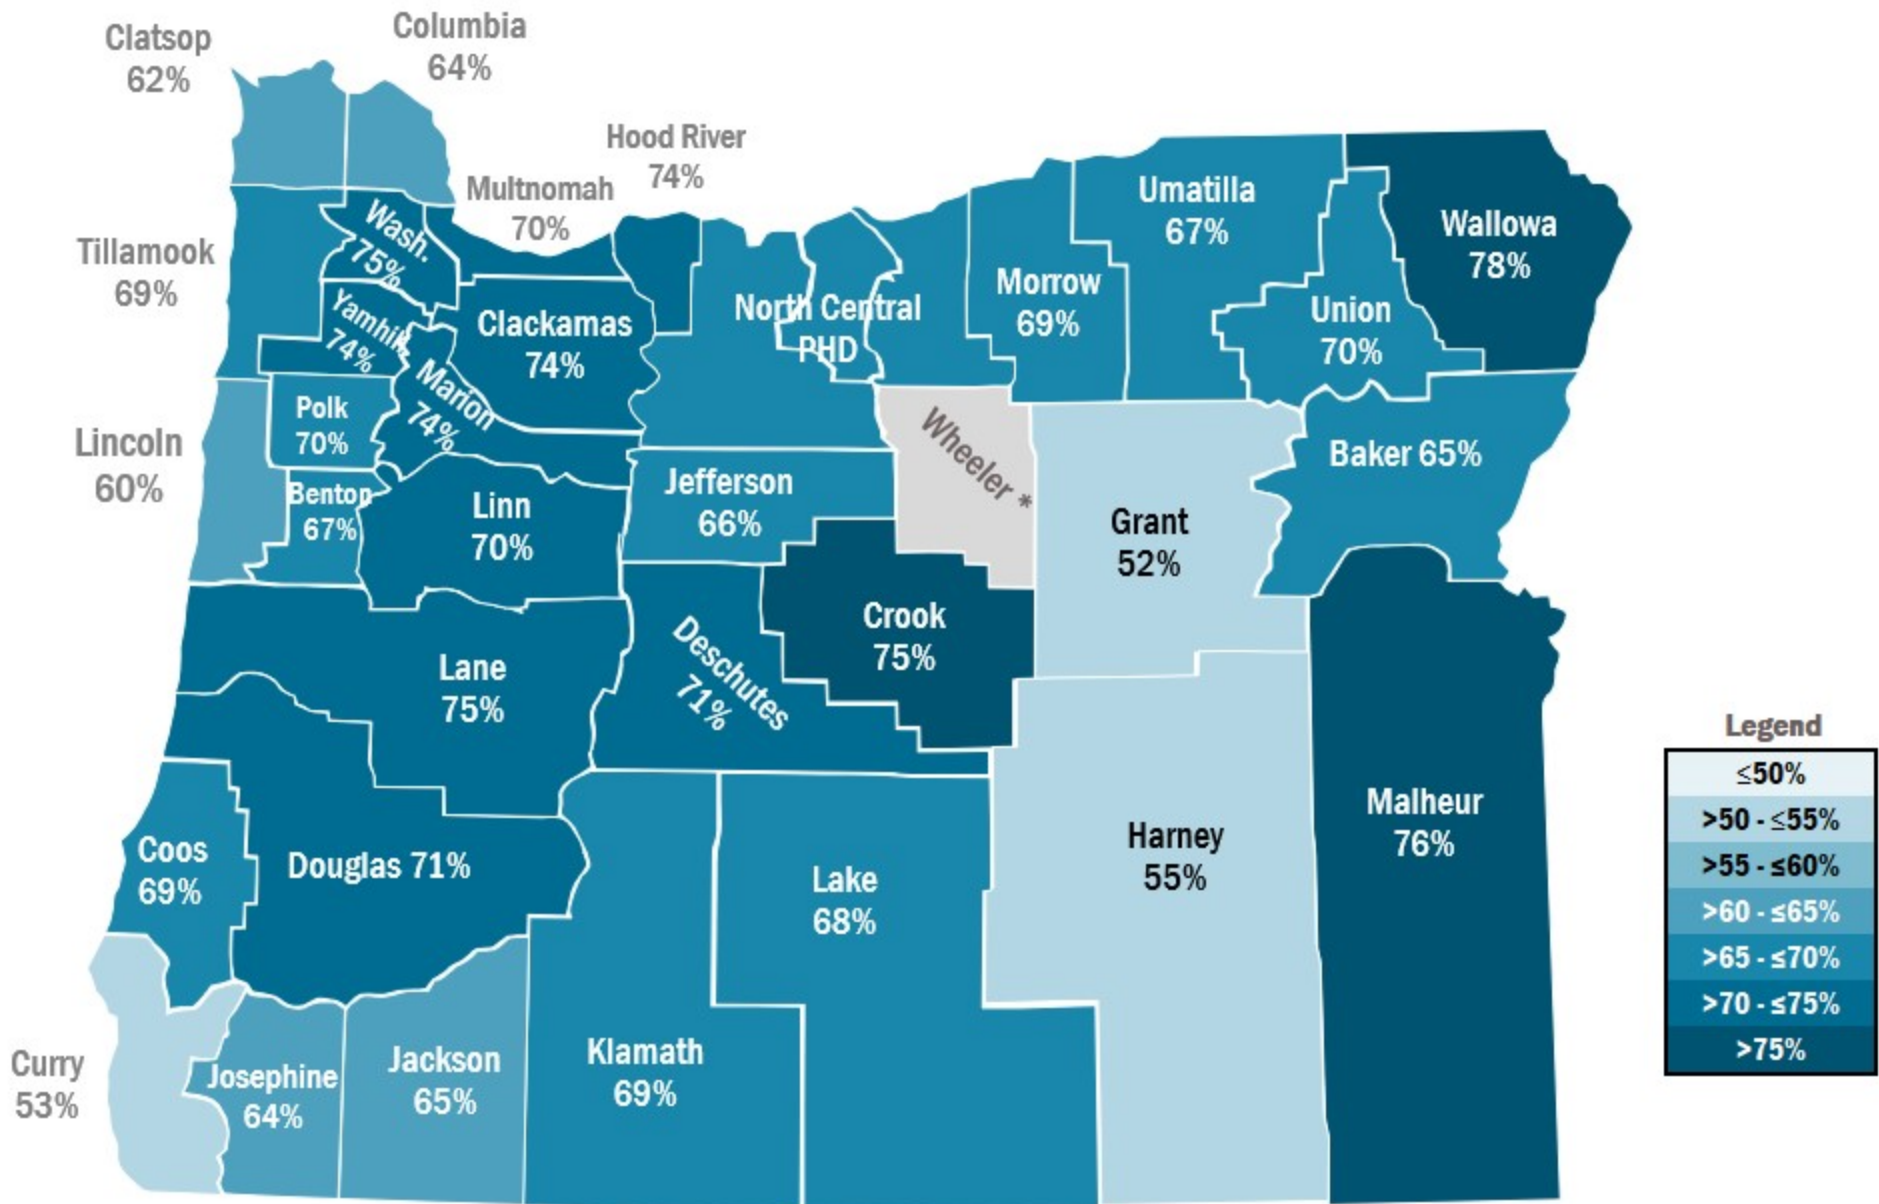 Clatsop
62%
Columbia
64%
Hood River
74%
Multnomah
70%
Tillamook
69%
Wash.
75%
Yamhill
74%
Clackamas
74%
Marion
74%
North Central
PHD
Morrow
69%
Umatilla
67%
Union
70%
Wallowa
78%
Lincoln
60%
Polk
70%
Benton
67%
Linn
70%
Jefferson
66%
Wheeler *
Grant
52%
Baker 65%
Crook
75%
Deschutes
71%
Lane
75%
Coos
69%
Douglas 71%
Lake
68%
Harney
55%
Malheur
76%
Curry
53%
Josephine
64%
Jackson
65%
Klamath
69%
Legend
≤50%
>50 - ≤55%
>55 - ≤60%
>60 - ≤65%
>65 - ≤70%
>70 - ≤75%
>75%